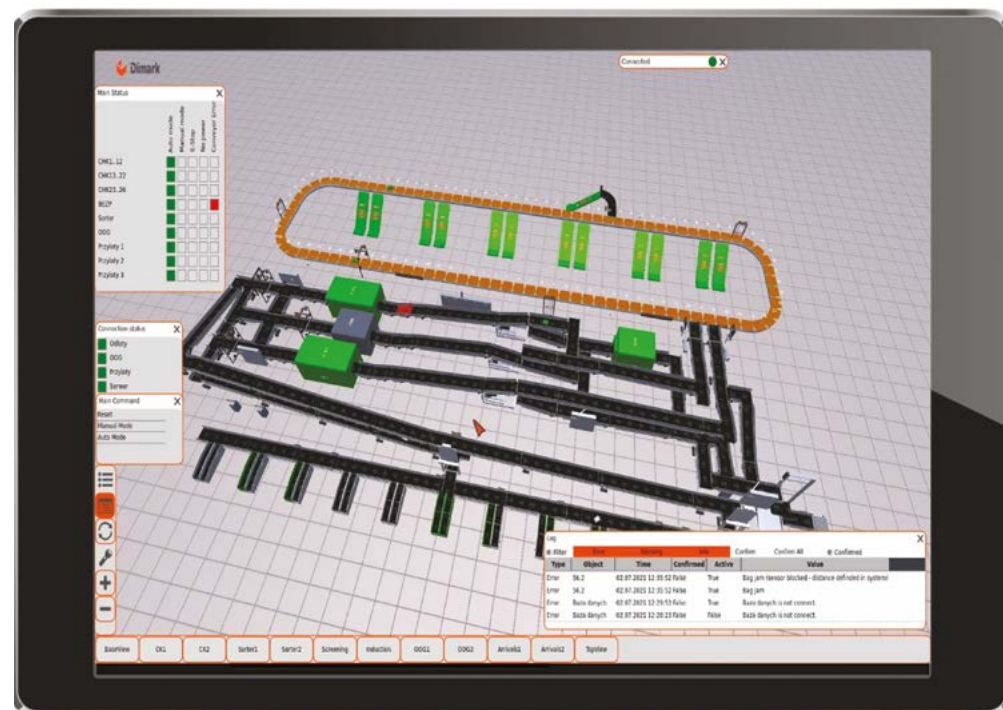 Dimark
Connected X
Main Status X
Auto mode
Manual mode
E-Stop
No power
Conveyor Error
CHK1..12
CHK13..22
CHK23..26
Sorter
OOG
Przyloty 1
Przyloty 2
Przyloty 3
Connection status X
Odloty
OOG
Przyloty
Serwer
Main Command X
Reset
Manual Mode
Auto Mode
Log X
Filter Error Warning Info Confirm Confirm All Confirmed
Type Object Time Confirmed Active Value
Error 56.2 02.07.2021 12:35:52 False True Bag jam (sensor blocked - distance definded in system)
Error 56.2 02.07.2021 12:35:52 False True Bag jam
Error Baza danych 02.07.2021 12:29:53 False True Baza danych is not connect.
Error Baza danych 02.07.2021 12:28:23 False False Baza danych is not connect.
BaseView CK1 CK2 Sorter1 Sorter2 Screening Induction OOG1 OOG2 Arrivals1 Arrivals2 TopView